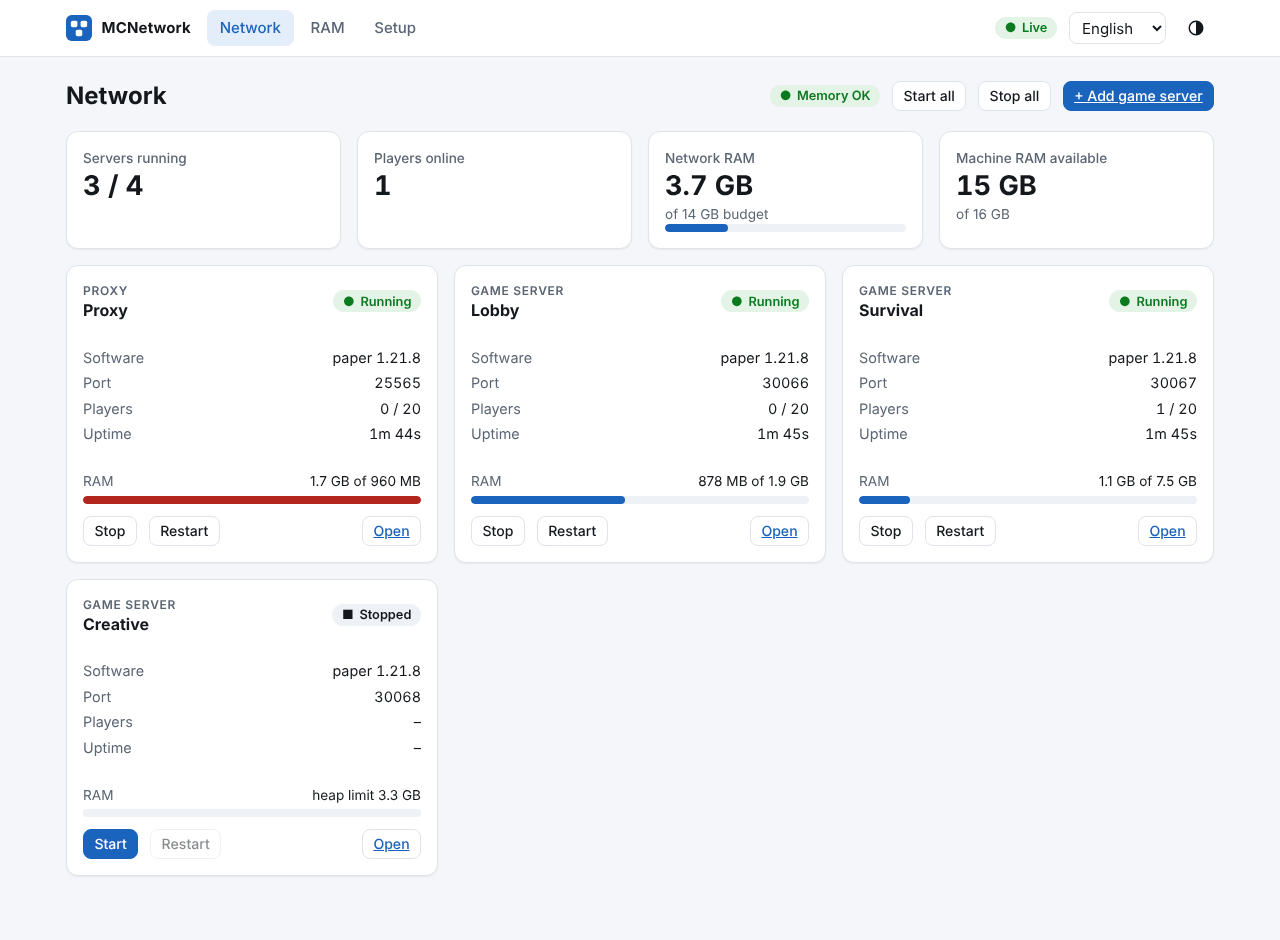 MCNetwork Network RAM Setup Live English
Network Memory OK Start all Stop all + Add game server
Servers running
3 / 4
Players online
1
Network RAM
3.7 GB
of 14 GB budget
Machine RAM available
15 GB
of 16 GB
PROXY
Proxy Running
Software paper 1.21.8
Port 25565
Players 0 / 20
Uptime 1m 44s
RAM 1.7 GB of 960 MB
Stop Restart Open
GAME SERVER
Lobby Running
Software paper 1.21.8
Port 30066
Players 0 / 20
Uptime 1m 45s
RAM 878 MB of 1.9 GB
Stop Restart Open
GAME SERVER
Survival Running
Software paper 1.21.8
Port 30067
Players 1 / 20
Uptime 1m 45s
RAM 1.1 GB of 7.5 GB
Stop Restart Open
GAME SERVER
Creative Stopped
Software paper 1.21.8
Port 30068
Players –
Uptime –
RAM heap limit 3.3 GB
Start Restart Open